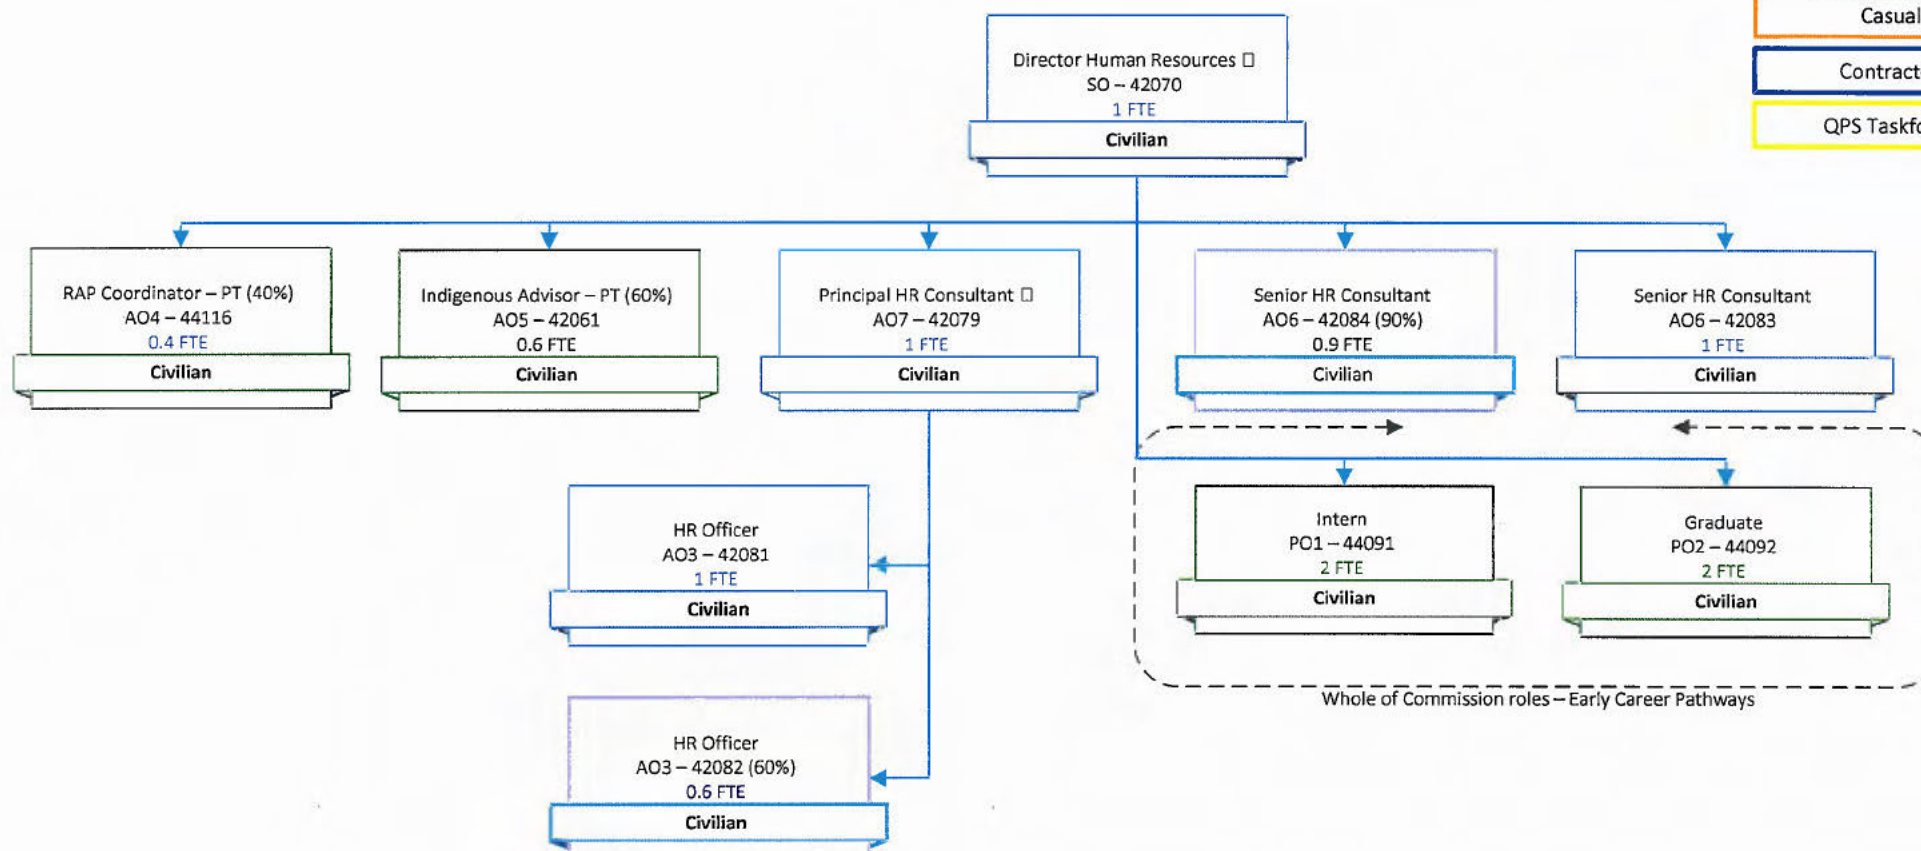 Casual
Contract
QPS Taskfo
Director Human Resources □
SO – 42070
1 FTE
Civilian
RAP Coordinator – PT (40%)
AO4 – 44116
0.4 FTE
Civilian
Indigenous Advisor – PT (60%)
AO5 – 42061
0.6 FTE
Civilian
Principal HR Consultant □
AO7 – 42079
1 FTE
Civilian
Senior HR Consultant
AO6 – 42084 (90%)
0.9 FTE
Civilian
Senior HR Consultant
AO6 – 42083
1 FTE
Civilian
HR Officer
AO3 – 42081
1 FTE
Civilian
Intern
PO1 – 44091
2 FTE
Civilian
Graduate
PO2 – 44092
2 FTE
Civilian
Whole of Commission roles – Early Career Pathways
HR Officer
AO3 – 42082 (60%)
0.6 FTE
Civilian